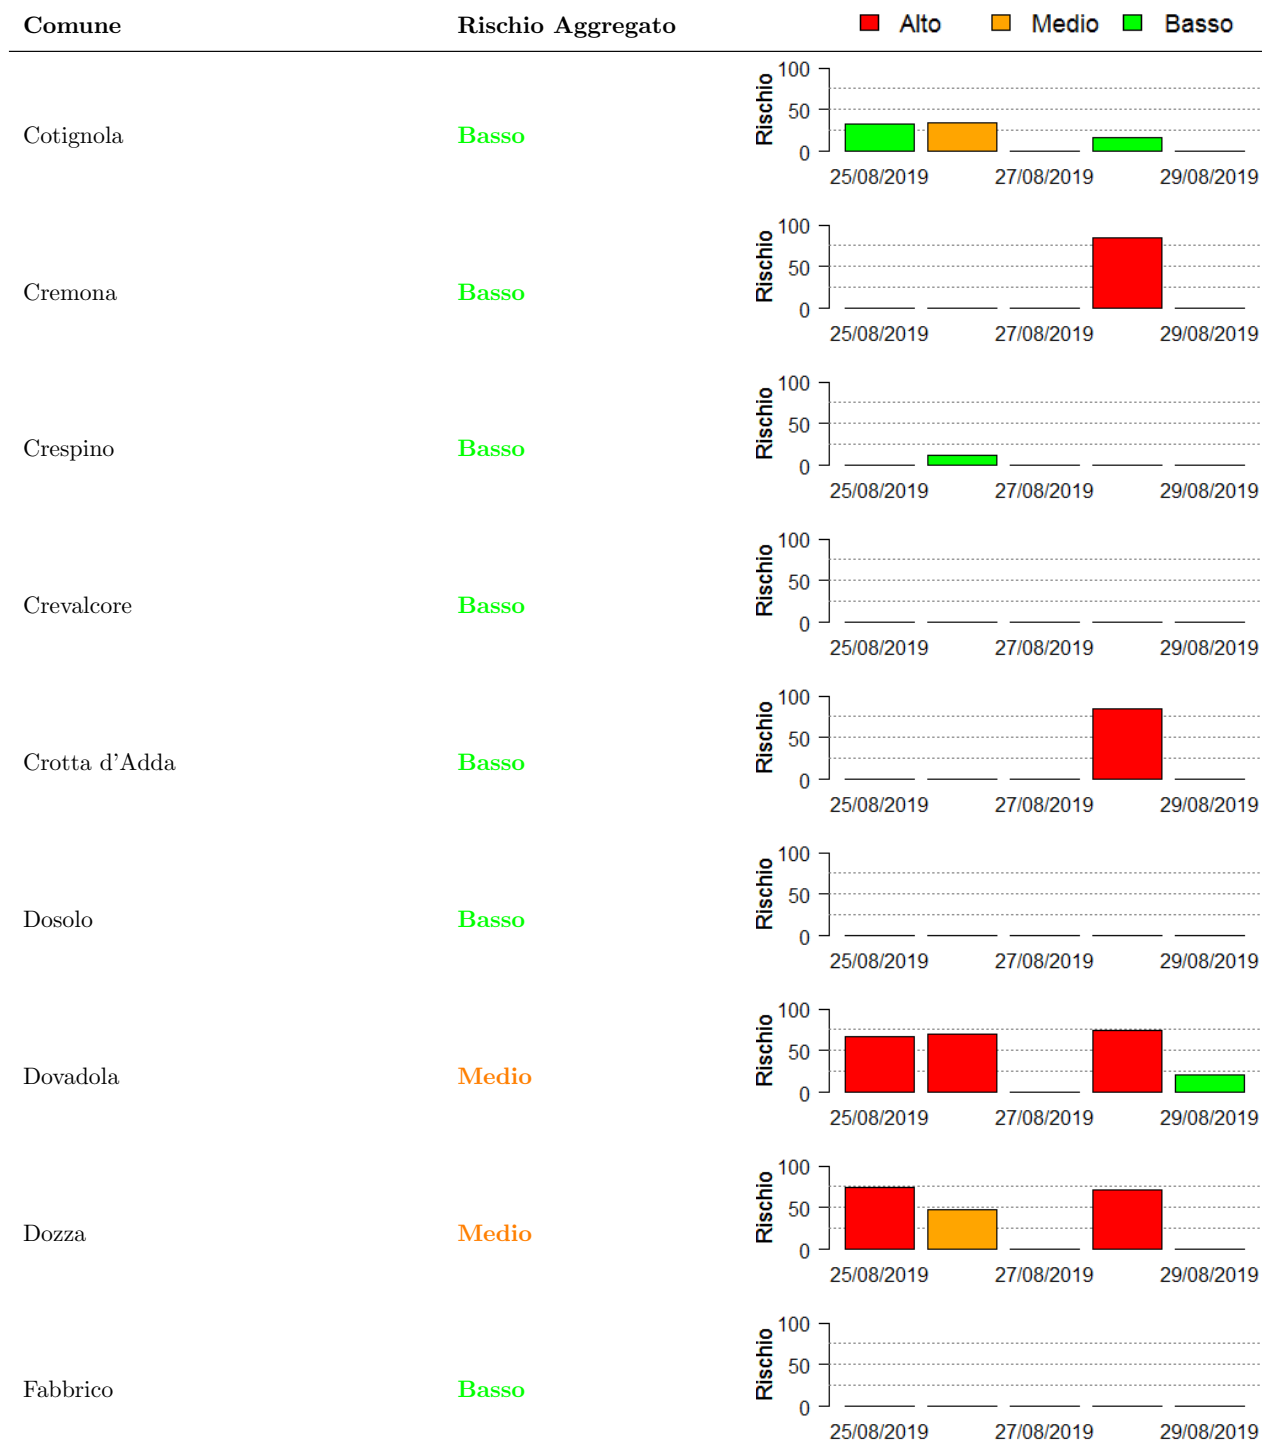 Comune Rischio Aggregato Alto Medio Basso
Cotignola Basso
Rischio
100
50
0
25/08/2019 27/08/2019 29/08/2019
Cremona Basso
Rischio
100
50
0
25/08/2019 27/08/2019 29/08/2019
Crespino Basso
Rischio
100
50
0
25/08/2019 27/08/2019 29/08/2019
Crevalcore Basso
Rischio
100
50
0
25/08/2019 27/08/2019 29/08/2019
Crotta d'Adda Basso
Rischio
100
50
0
25/08/2019 27/08/2019 29/08/2019
Dosolo Basso
Rischio
100
50
0
25/08/2019 27/08/2019 29/08/2019
Dovadola Medio
Rischio
100
50
0
25/08/2019 27/08/2019 29/08/2019
Dozza Medio
Rischio
100
50
0
25/08/2019 27/08/2019 29/08/2019
Fabbrico Basso
Rischio
100
50
0
25/08/2019 27/08/2019 29/08/2019